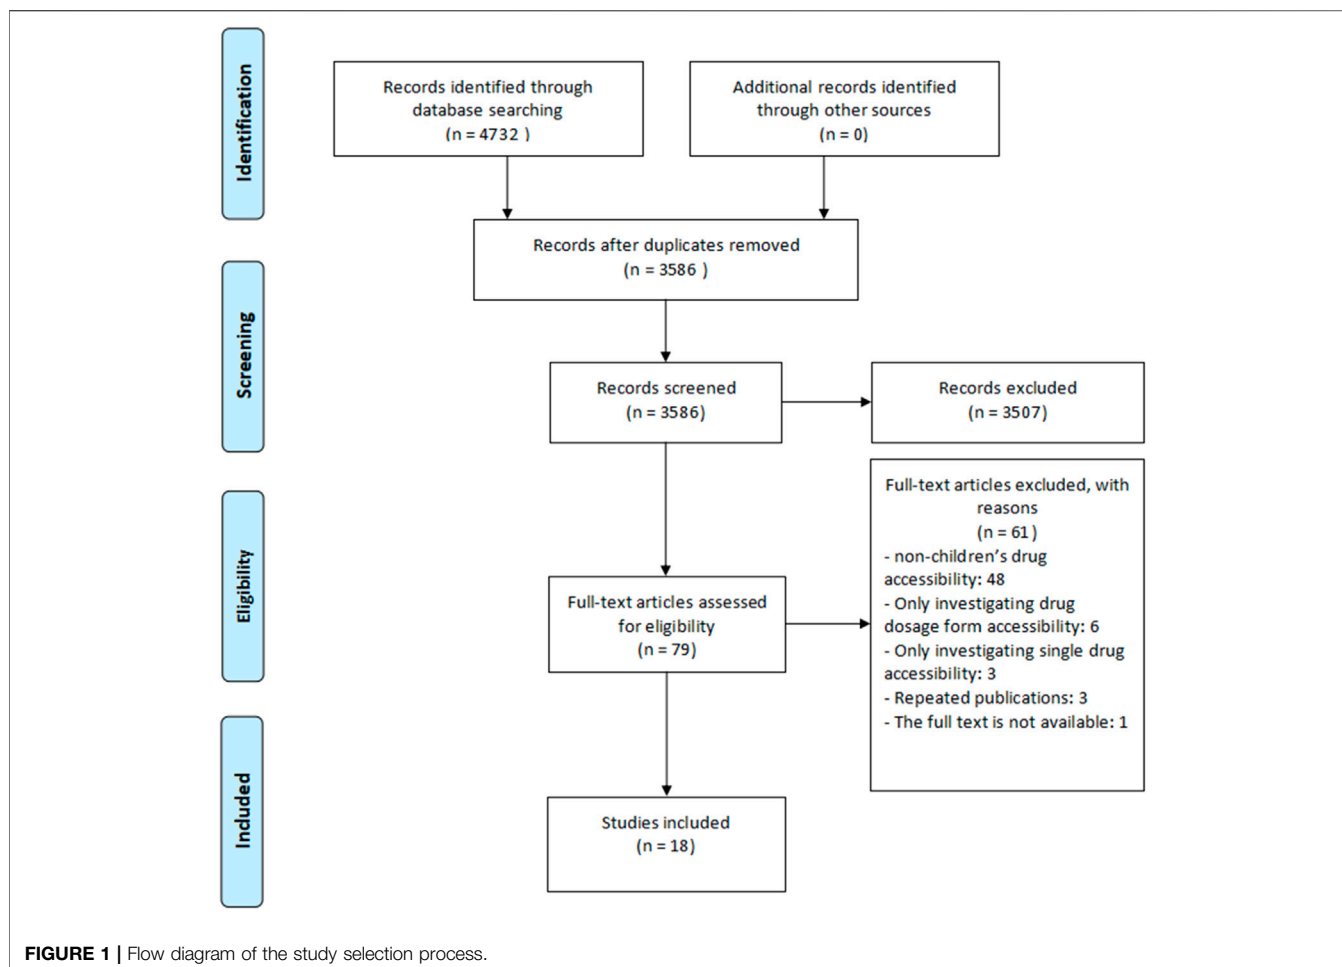 Identification
Records identified through
database searching
(n = 4732 )
Additional records identified
through other sources
(n = 0)
Records after duplicates removed
(n = 3586 )
Screening
Records screened
(n = 3586)
Records excluded
(n = 3507)
Eligibility
Full-text articles assessed
for eligibility
(n = 79)
Full-text articles excluded, with
reasons
(n = 61 )
- non-children's drug
accessibility: 48
- Only investigating drug
dosage form accessibility: 6
- Only investigating single drug
accessibility: 3
- Repeated publications: 3
- The full text is not available: 1
Included
Studies included
(n = 18)
FIGURE 1 | Flow diagram of the study selection process.